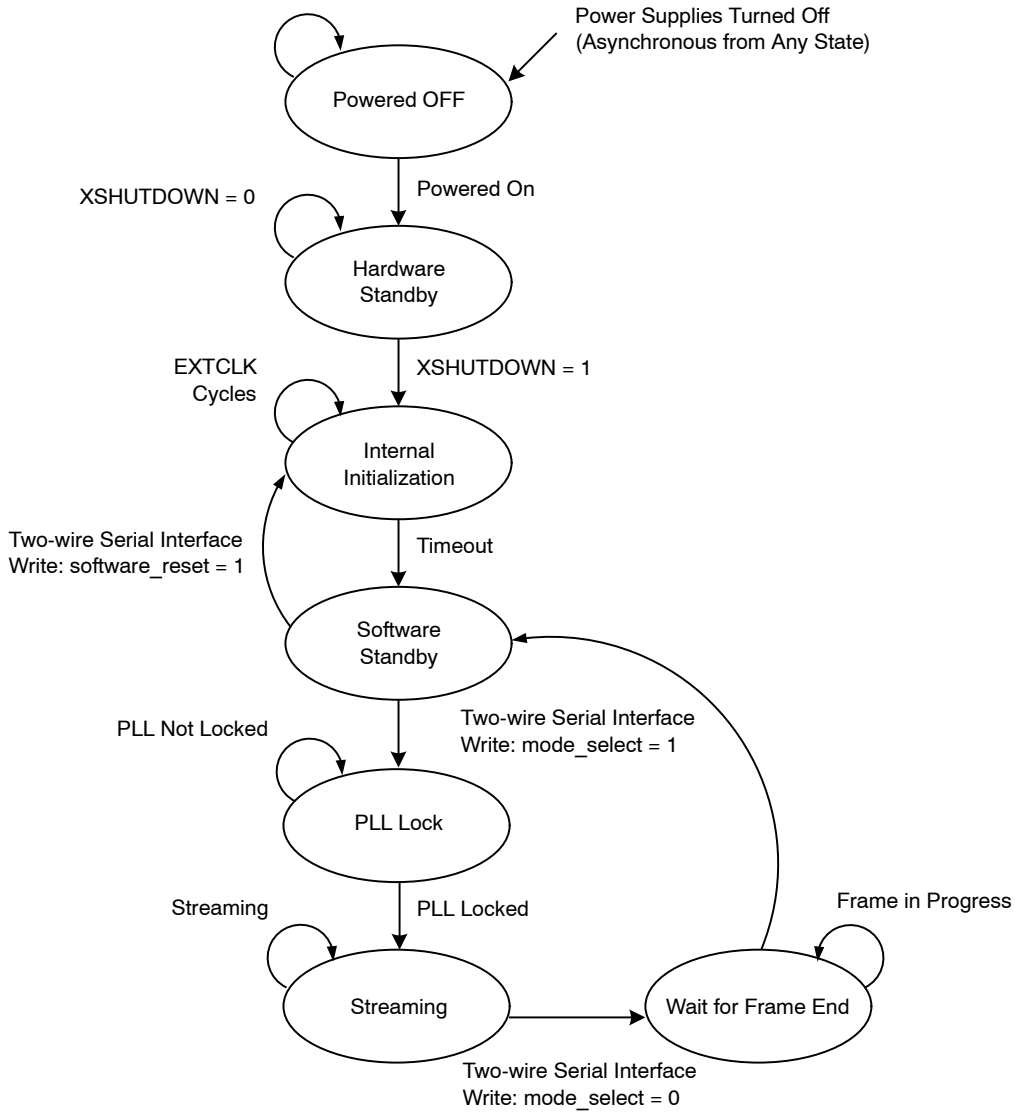 Power Supplies Turned Off
(Asynchronous from Any State)
Powered OFF
Powered On
XSHUTDOWN = 0
Hardware
Standby
XSHUTDOWN = 1
EXTCLK
Cycles
Internal
Initialization
Two-wire Serial Interface
Write: software_reset = 1
Timeout
Software
Standby
Two-wire Serial Interface
Write: mode_select = 1
PLL Not Locked
PLL Lock
PLL Locked
Streaming
Frame in Progress
Streaming
Wait for Frame End
Two-wire Serial Interface
Write: mode_select = 0